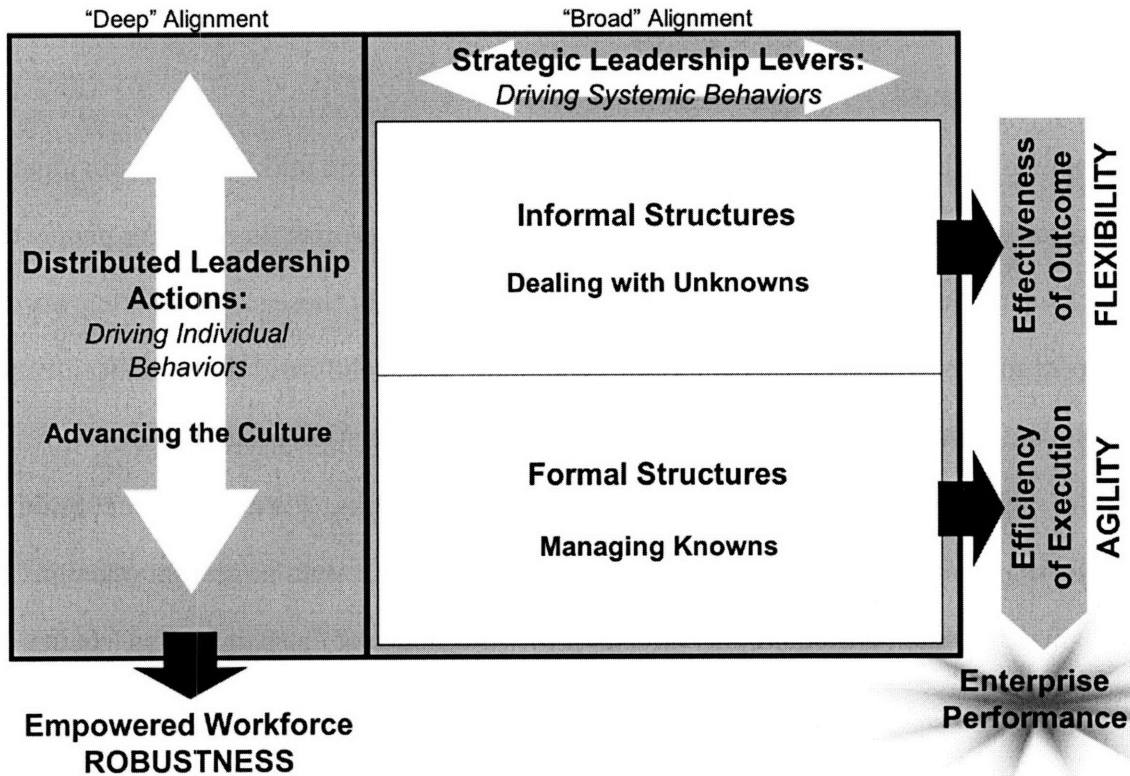 “Deep” Alignment
“Broad” Alignment
Strategic Leadership Levers:
Driving Systemic Behaviors
Distributed Leadership
Actions:
Driving Individual
Behaviors
Advancing the Culture
Informal Structures
Dealing with Unknowns
Formal Structures
Managing Knowns
Effectiveness
of Outcome
FLEXIBILITY
Efficiency
of Execution
AGILITY
Empowered Workforce
ROBUSTNESS
Enterprise
Performance